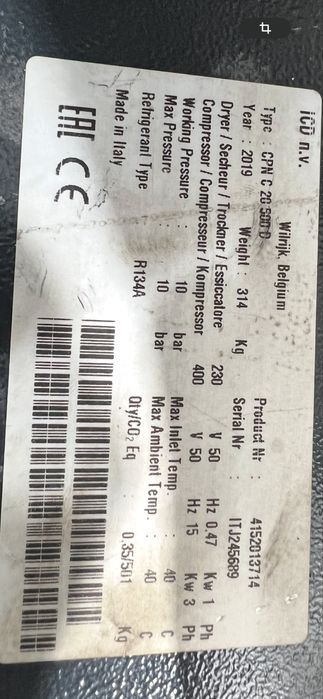 iCD n.v.
Wilrijk, Belgium
Type : CPN C 20 500 D
Product Nr : 4152013714
Year : 2019 Weight : 314 Kg
Serial Nr : ITJ245689
Dryer / Secheur / Trockner / Essiccatore 230 V 50 Hz 0,47 Kw 1 Ph
Compressor / Compresseur / Kompressor 400 V 50 Hz 15 Kw 3 Ph
Working Pressure : 10 bar Max Inlet Temp. : 40 C
Max Pressure : 10 bar Max Ambient Temp. : 40 C
Refrigerant Type R134A Qty/CO₂ Eq : 0,35/501 Kg
Made in Italy
EAC CE